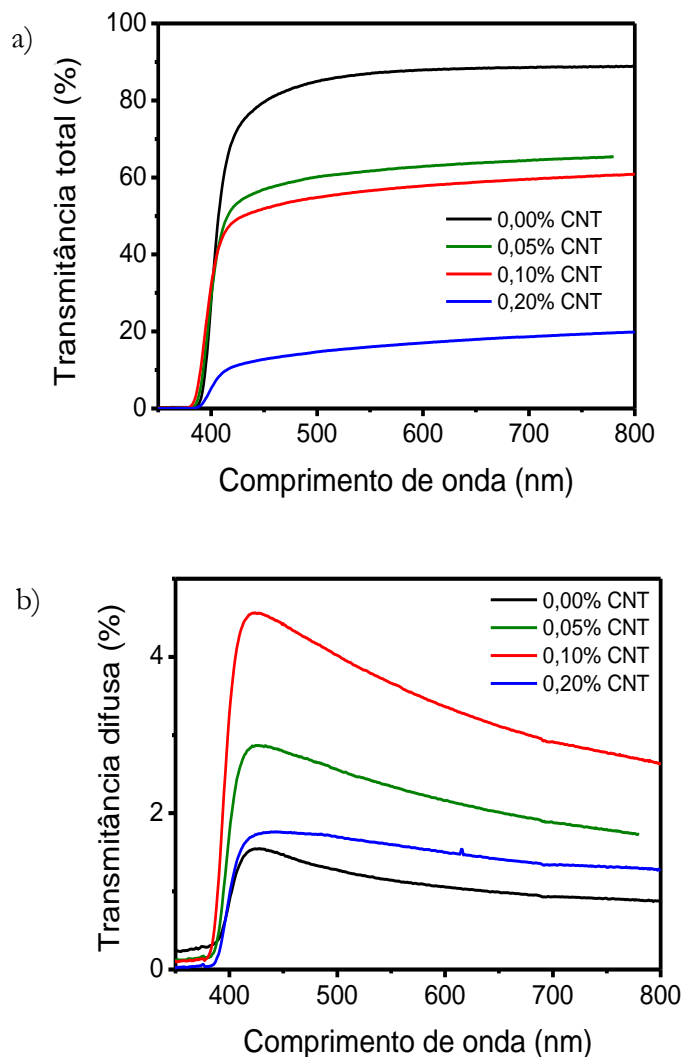 a)
Transmitância total (%)
100
80
60
40
20
0
0,00% CNT
0,05% CNT
0,10% CNT
0,20% CNT
400 500 600 700 800
Comprimento de onda (nm)
b)
Transmitância difusa (%)
4
2
0
0,00% CNT
0,05% CNT
0,10% CNT
0,20% CNT
400 500 600 700 800
Comprimento de onda (nm)